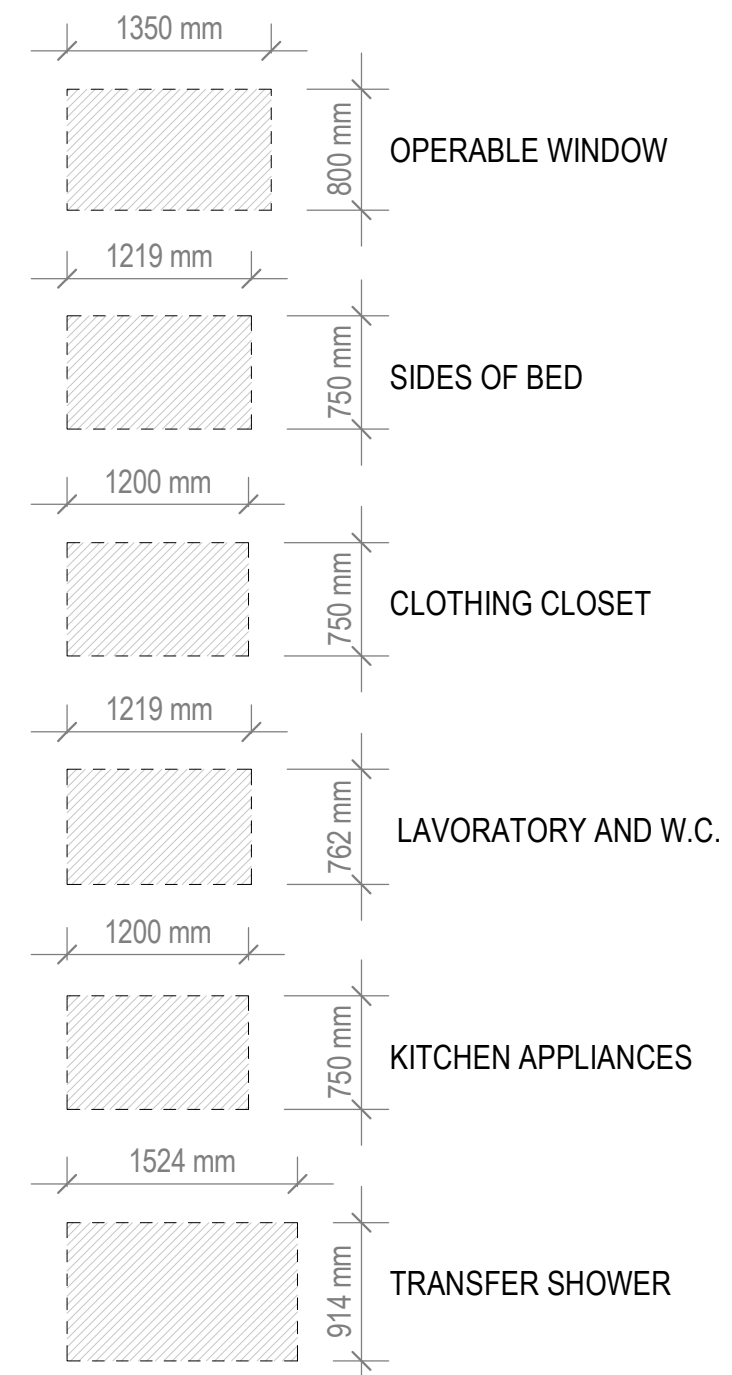 1350 mm
800 mm
OPERABLE WINDOW
1219 mm
750 mm
SIDES OF BED
1200 mm
750 mm
CLOTHING CLOSET
1219 mm
762 mm
LAVORATORY AND W.C.
1200 mm
750 mm
KITCHEN APPLIANCES
1524 mm
914 mm
TRANSFER SHOWER